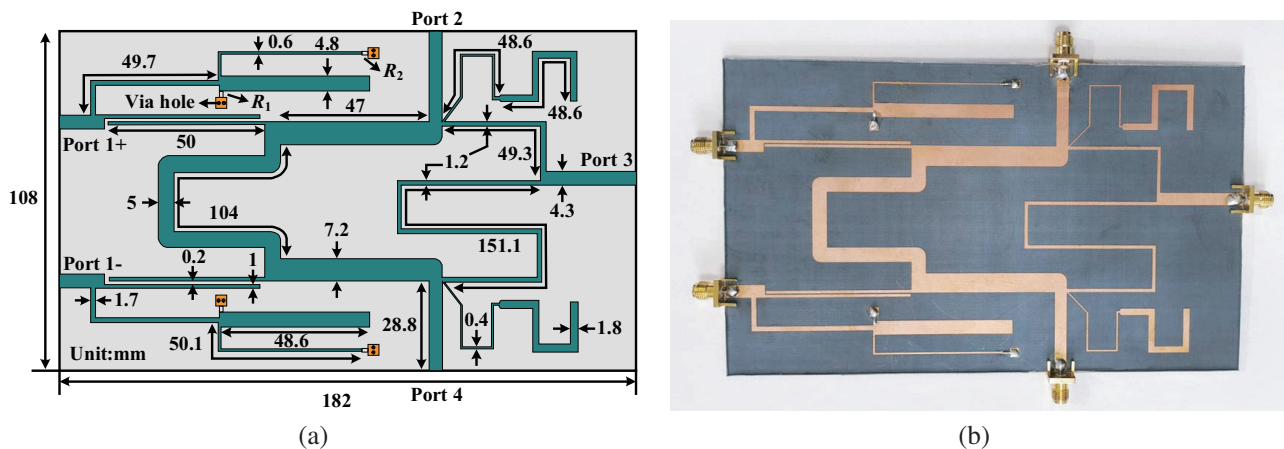 Port 2
0.6
4.8
48.6
49.7
R2
Via hole
R1
47
48.6
50
Port 1+
1.2
49.3
Port 3
108
5
104
4.3
7.2
151.1
Port 1-
0.2
1
1.7
28.8
0.4
1.8
50.1
48.6
Unit:mm
182
Port 4
(a)
(b)